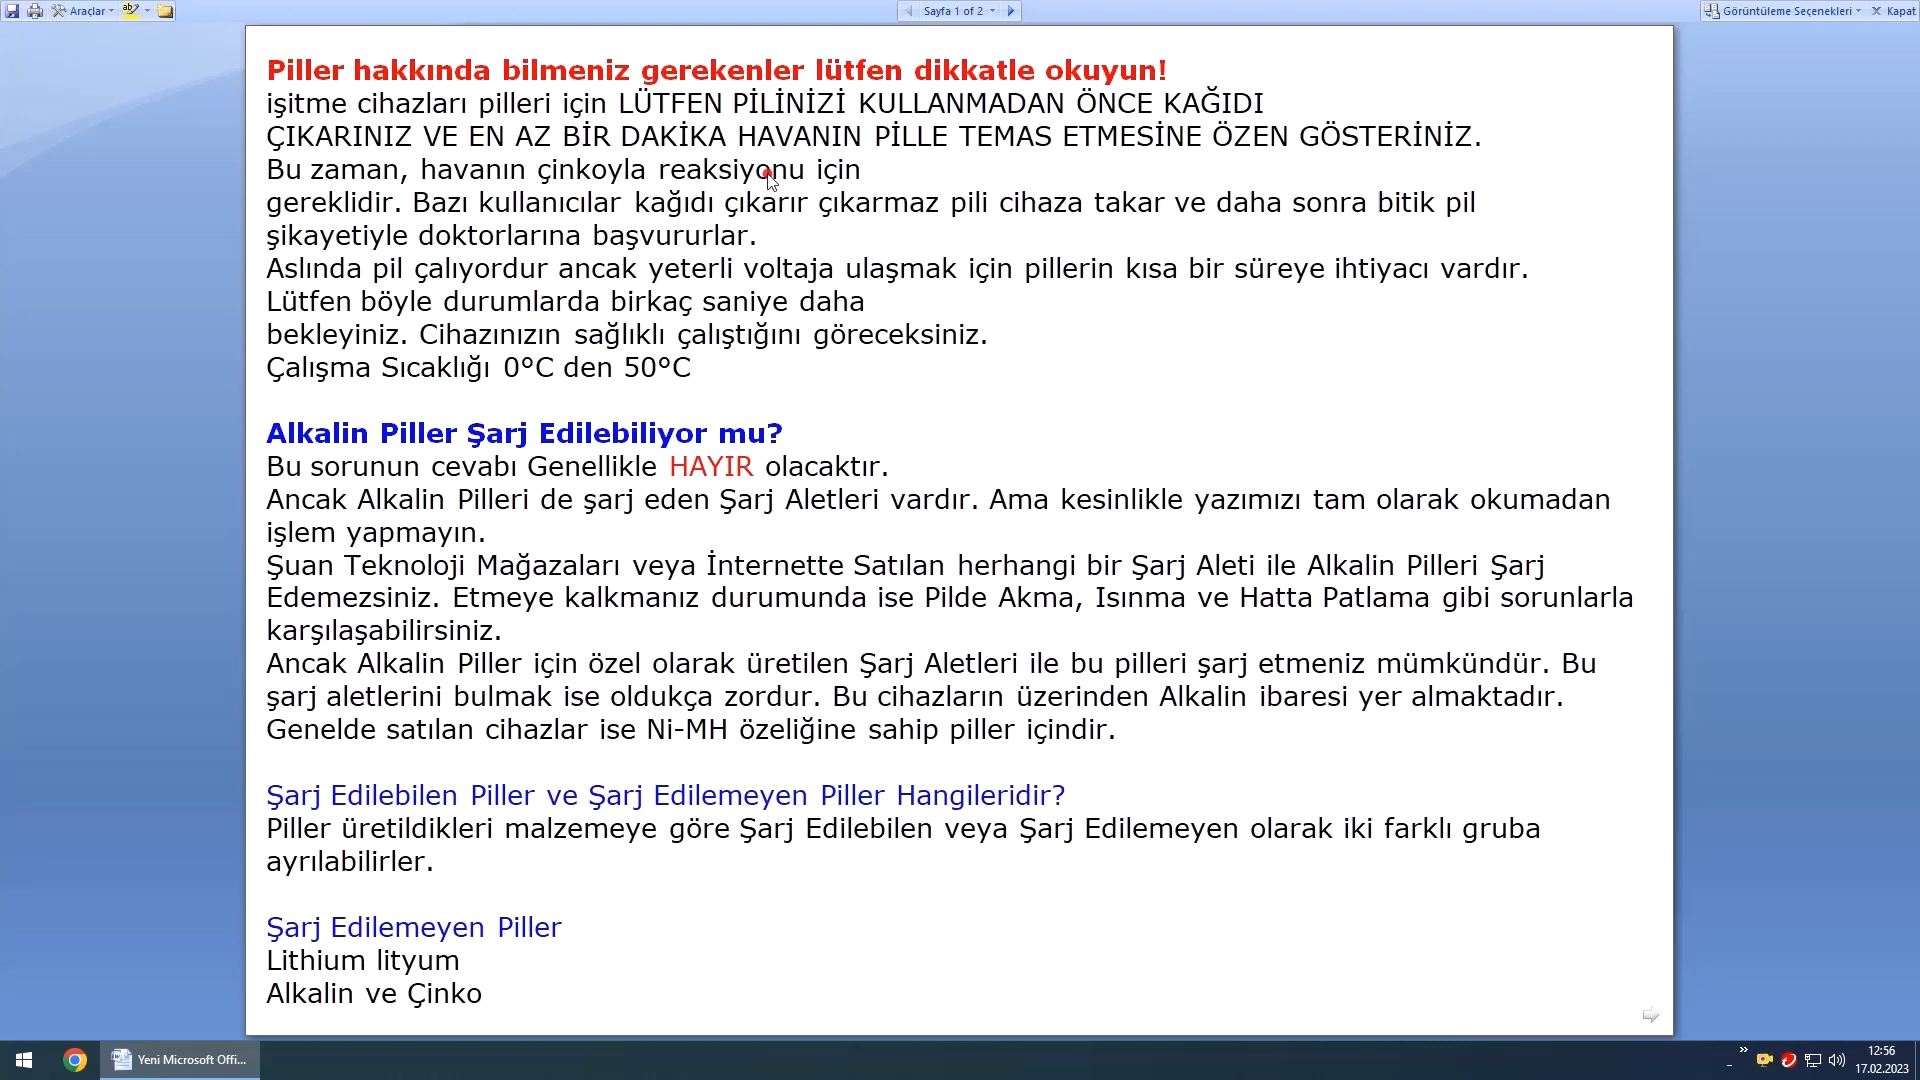 Araçlar
Sayfa 1 of 2
Görüntüleme Seçenekleri
Kapat
Piller hakkında bilmeniz gerekenler lütfen dikkatle okuyun!
işitme cihazları pilleri için LÜTFEN PİLİNİZİ KULLANMADAN ÖNCE KAĞIDI
ÇIKARINIZ VE EN AZ BİR DAKİKA HAVANIN PİLLE TEMAS ETMESİNE ÖZEN GÖSTERİNİZ.
Bu zaman, havanın çinkoyla reaksiyonu için
gereklidir. Bazı kullanıcılar kağıdı çıkarır çıkarmaz pili cihaza takar ve daha sonra bitik pil
şikayetiyle doktorlarına başvururlar.
Aslında pil çalıyordur ancak yeterli voltaja ulaşmak için pillerin kısa bir süreye ihtiyacı vardır.
Lütfen böyle durumlarda birkaç saniye daha
bekleyiniz. Cihazınızın sağlıklı çalıştığını göreceksiniz.
Çalışma Sıcaklığı 0°C den 50°C
Alkalin Piller Şarj Edilebiliyor mu?
Bu sorunun cevabı Genellikle HAYIR olacaktır.
Ancak Alkalin Pilleri de şarj eden Şarj Aletleri vardır. Ama kesinlikle yazımızı tam olarak okumadan
işlem yapmayın.
Şuan Teknoloji Mağazaları veya İnternette Satılan herhangi bir Şarj Aleti ile Alkalin Pilleri Şarj
Edemezsiniz. Etmeye kalkmanız durumunda ise Pilde Akma, Isınma ve Hatta Patlama gibi sorunlarla
karşılaşabilirsiniz.
Ancak Alkalin Piller için özel olarak üretilen Şarj Aletleri ile bu pilleri şarj etmeniz mümkündür. Bu
şarj aletlerini bulmak ise oldukça zordur. Bu cihazların üzerinden Alkalin ibaresi yer almaktadır.
Genelde satılan cihazlar ise Ni-MH özeliğine sahip piller içindir.
Şarj Edilebilen Piller ve Şarj Edilemeyen Piller Hangileridir?
Piller üretildikleri malzemeye göre Şarj Edilebilen veya Şarj Edilemeyen olarak iki farklı gruba
ayrılabilirler.
Şarj Edilemeyen Piller
Lithium lityum
Alkalin ve Çinko
Yeni Microsoft Offi...
12:56
17.02.2023